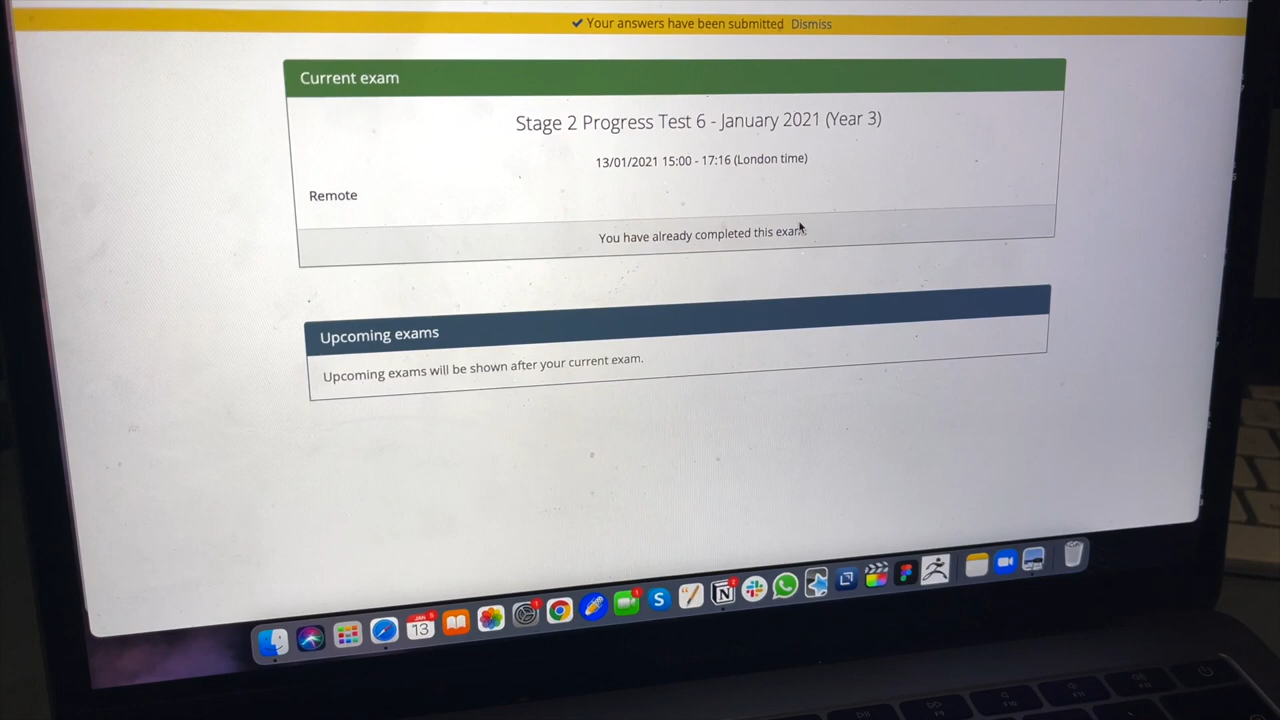 ✔ Your answers have been submitted Dismiss
Current exam
Stage 2 Progress Test 6 - January 2021 (Year 3)
13/01/2021 15:00 - 17:16 (London time)
Remote
You have already completed this exam.
Upcoming exams
Upcoming exams will be shown after your current exam.
JAN
13